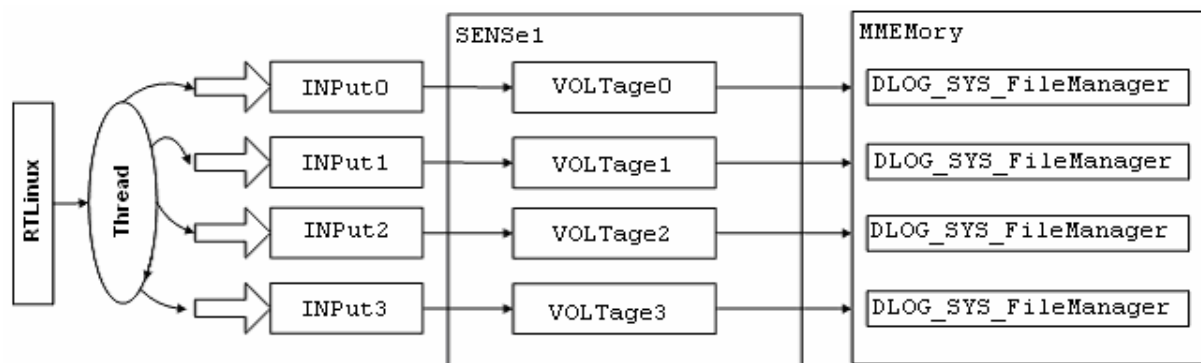 SENSe1
MMEMory
RTLinux
Thread
INPut0
VOLTage0
DLOG_SYS_FileManager
INPut1
VOLTage1
DLOG_SYS_FileManager
INPut2
VOLTage2
DLOG_SYS_FileManager
INPut3
VOLTage3
DLOG_SYS_FileManager